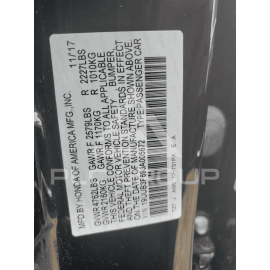 MFD. BY HONDA OF AMERICA MFG., INC. 11/17
GVWR 4762LBS GAWR F 2579LBS R 2227LBS
GVWR 2160KG GAWR F 1170KG R 1010KG
THIS VEHICLE CONFORMS TO ALL APPLICABLE
FEDERAL MOTOR VEHICLE SAFETY, BUMPER,
AND THEFT PREVENTION STANDARDS IN EFFECT
ON THE DATE OF MANUFACTURE SHOWN ABOVE.
TYPE:PASSENGER CAR